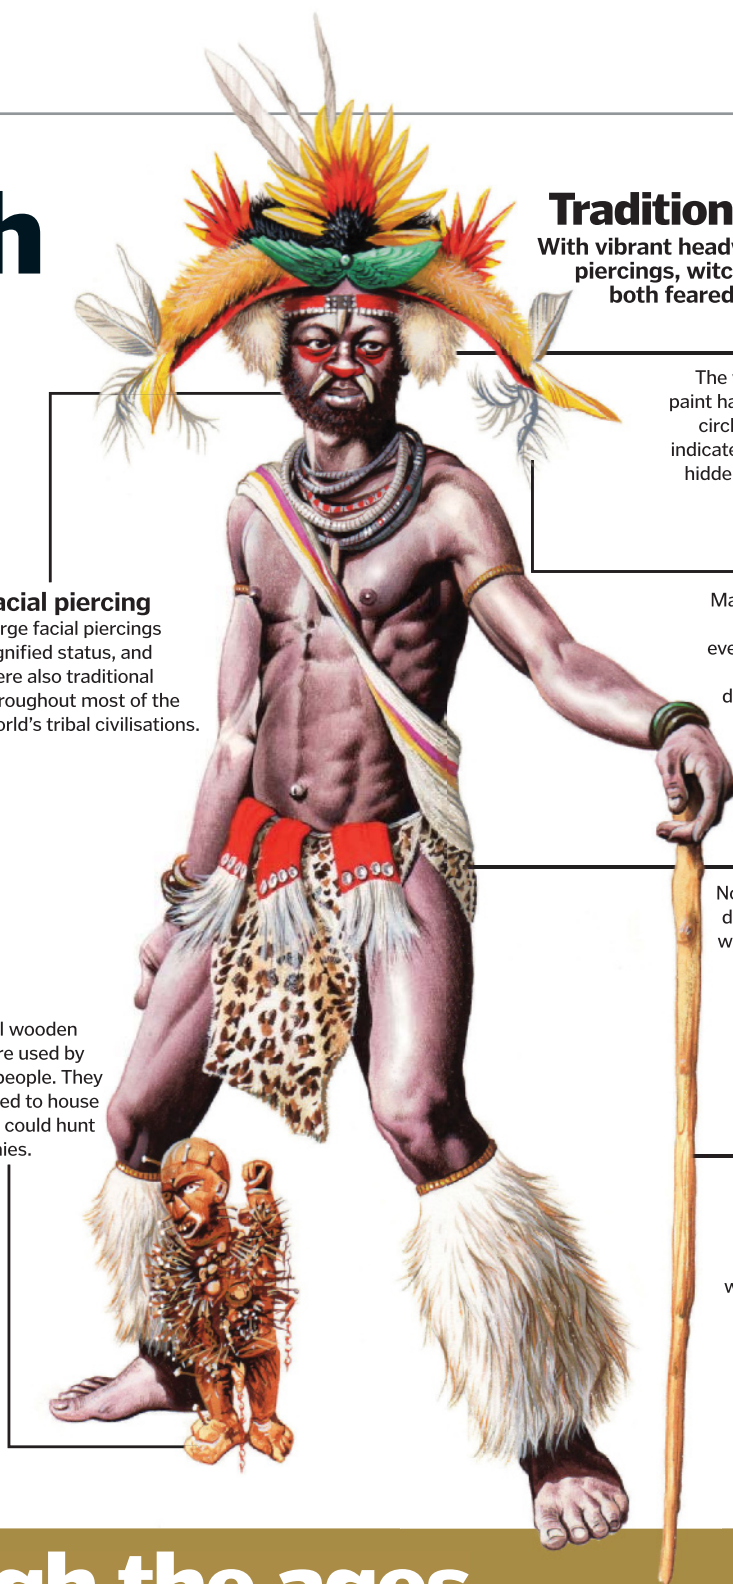 h
Tradition
With vibrant headw
piercings, witc
both feared
The
paint ha
circl
indicate
hidde
acial piercing
rge facial piercings
gnified status, and
ere also traditional
roughout most of the
orld's tribal civilisations.
Ma
eve
d
No
d
w
l wooden
re used by
people. They
ed to house
could hunt
nies.
w
gh the ages